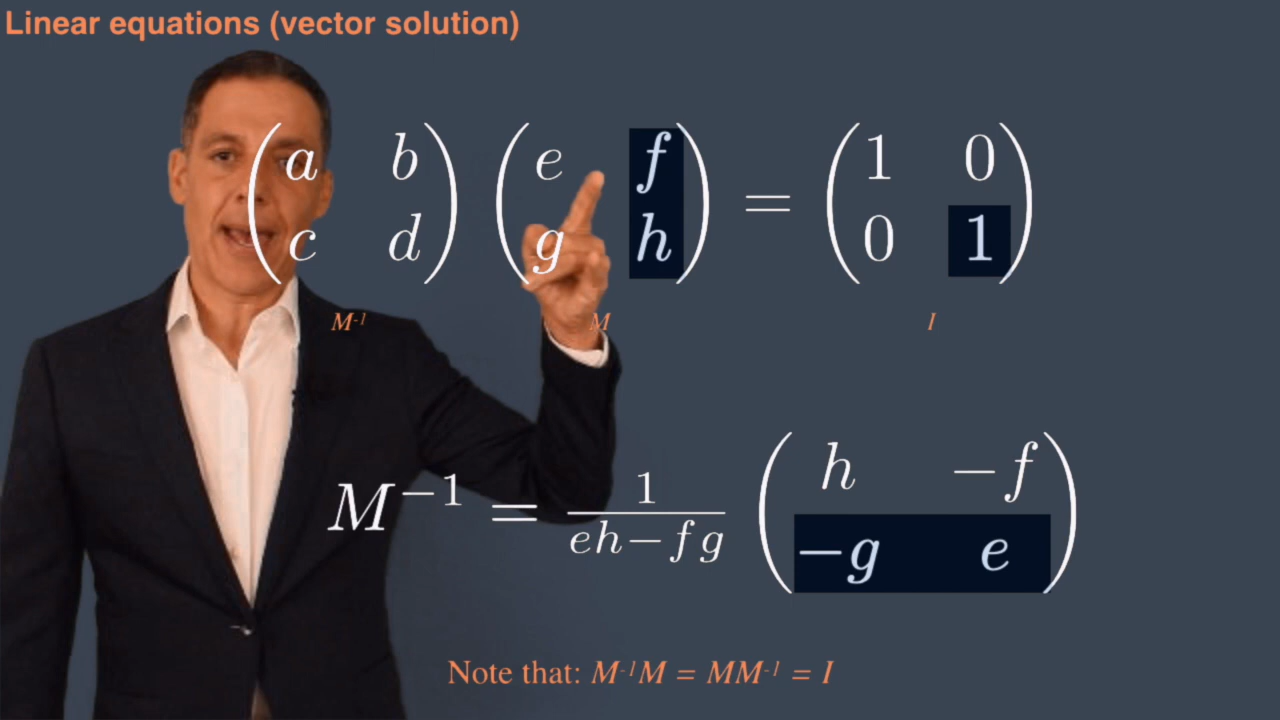 Linear equations (vector solution)
(a b) (e f) = (1 0)
(c d) (g h) (0 1)
M⁻¹ M I
M⁻¹ = 1/(eh−fg) (h −f)
(−g e)
Note that: M⁻¹M = MM⁻¹ = I